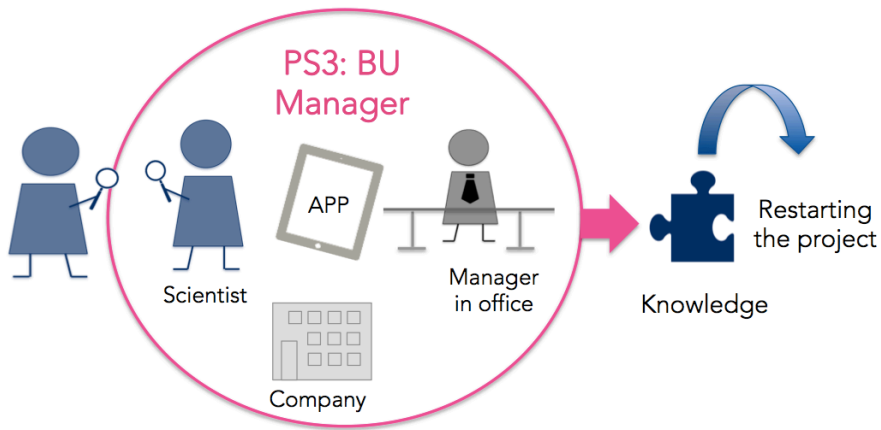 PS3: BU
Manager
APP
Scientist
Manager
in office
Company
Restarting
the project
Knowledge